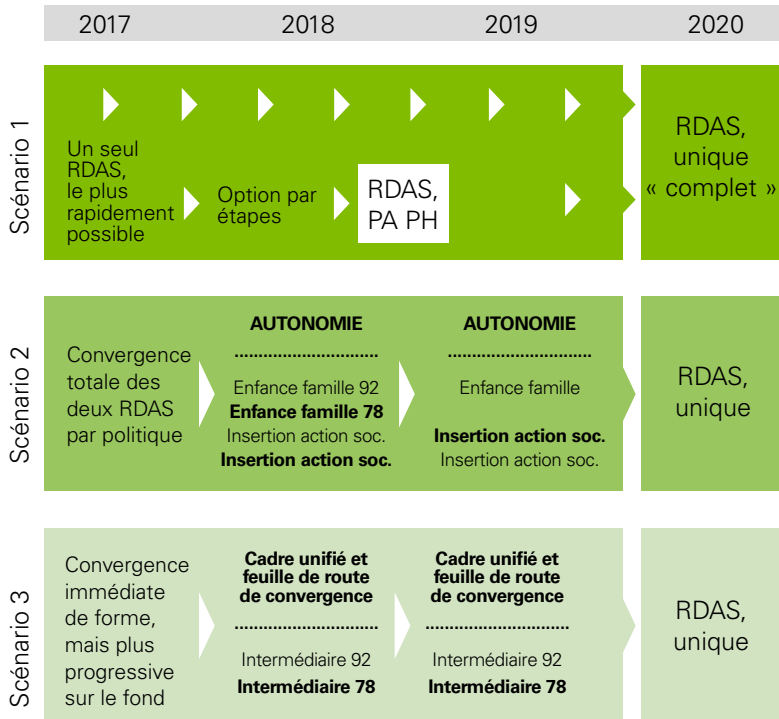 2017 2018 2019 2020
Scénario 1
Un seul
RDAS,
le plus
rapidement
possible
Option par
étapes
RDAS,
PA PH
RDAS,
unique
« complet »
Scénario 2
Convergence
totale des
deux RDAS
par politique
AUTONOMIE
..............................
Enfance famille 92
Enfance famille 78
Insertion action soc.
Insertion action soc.
AUTONOMIE
..............................
Enfance famille
Insertion action soc.
Insertion action soc.
RDAS,
unique
Scénario 3
Convergence
immédiate
de forme,
mais plus
progressive
sur le fond
Cadre unifié et
feuille de route
de convergence
..............................
Intermédiaire 92
Intermédiaire 78
Cadre unifié et
feuille de route
de convergence
..............................
Intermédiaire 92
Intermédiaire 78
RDAS,
unique